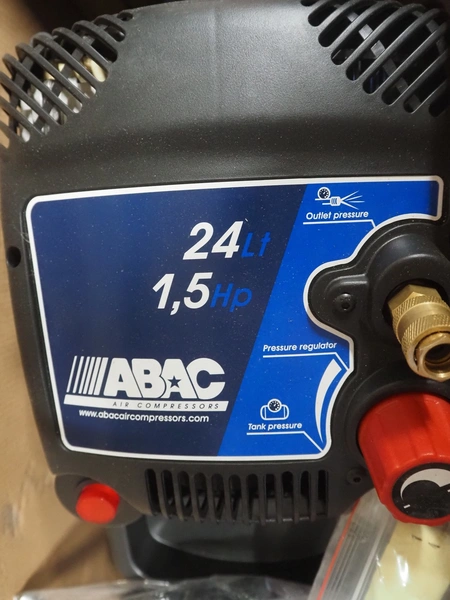 Outlet pressure
24Lt
1,5Hp
Pressure regulator
ABAC
AIR COMPRESSORS
www.abacaircompressors.com
Tank pressure